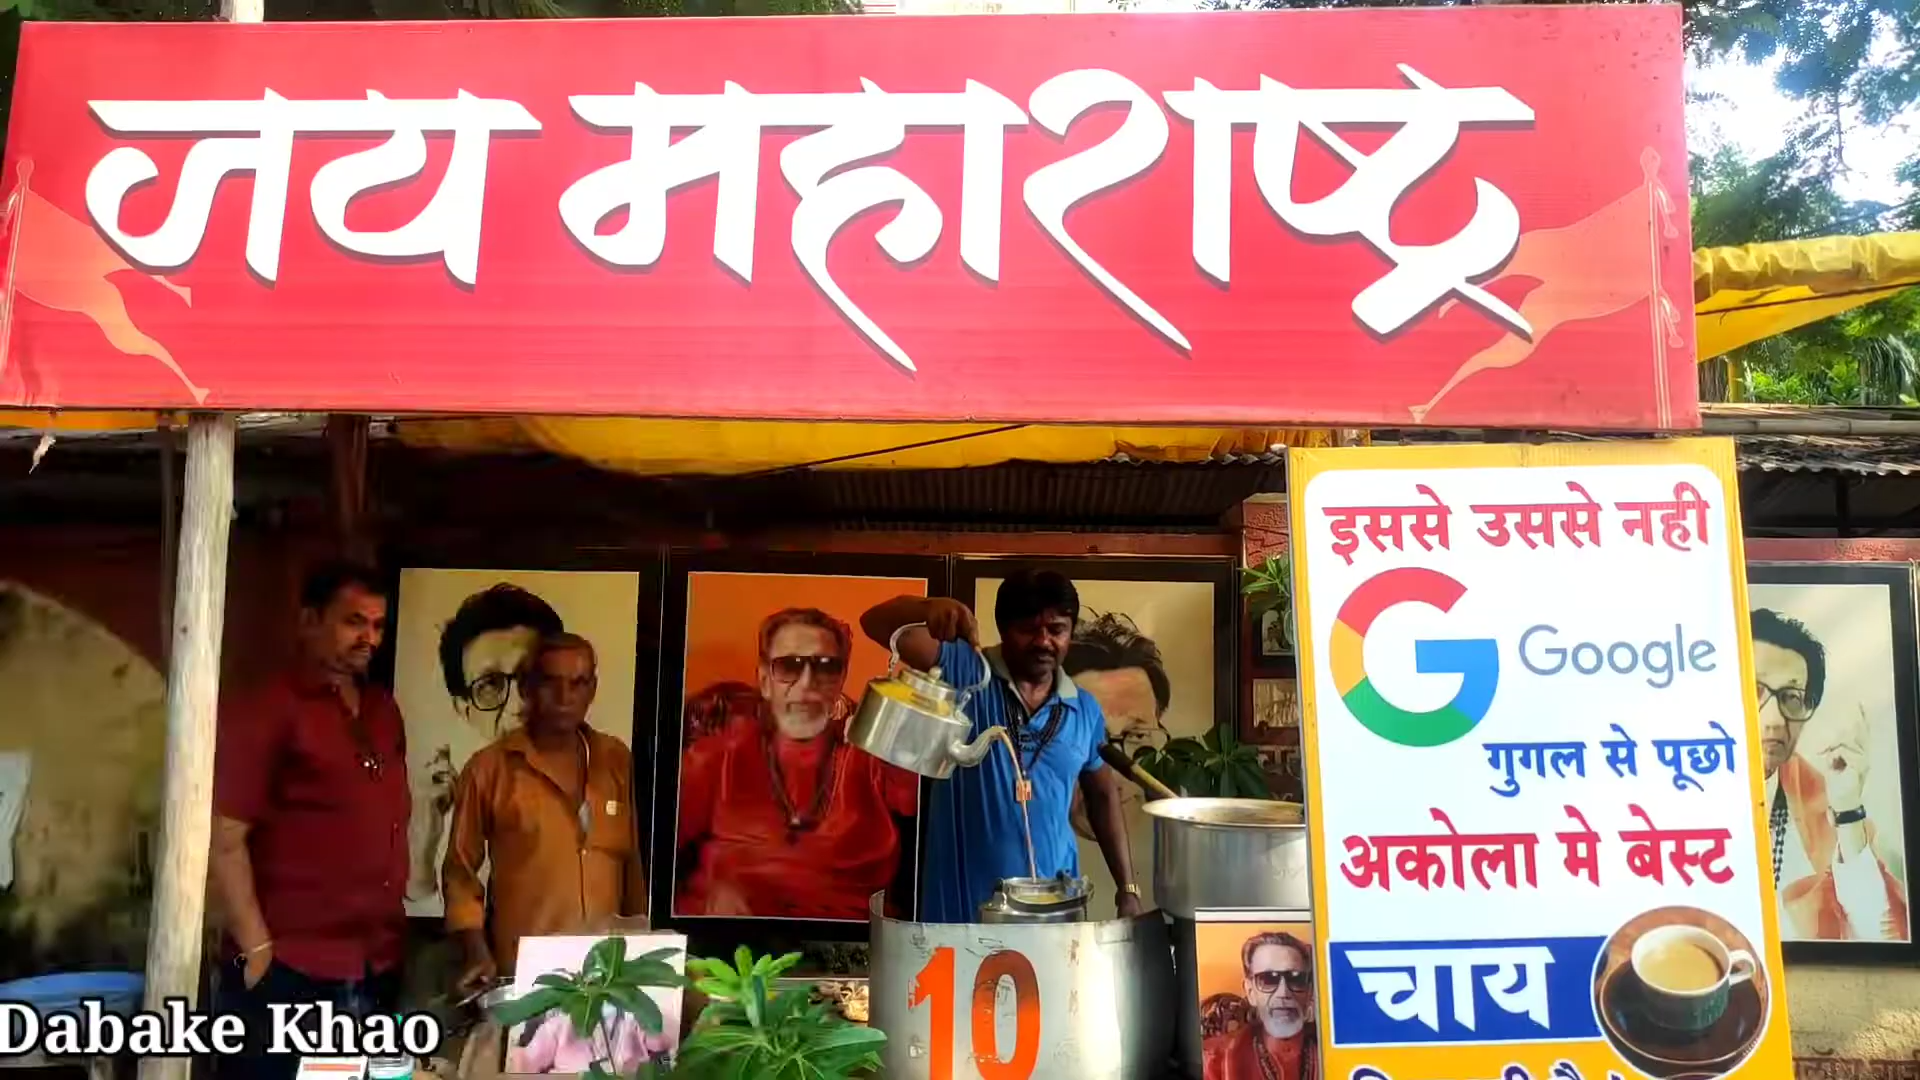 जय महाराष्ट्र
इससे उससे नही
G Google
गुगल से पूछो
अकोला मे बेस्ट
चाय
10
Dabake Khao